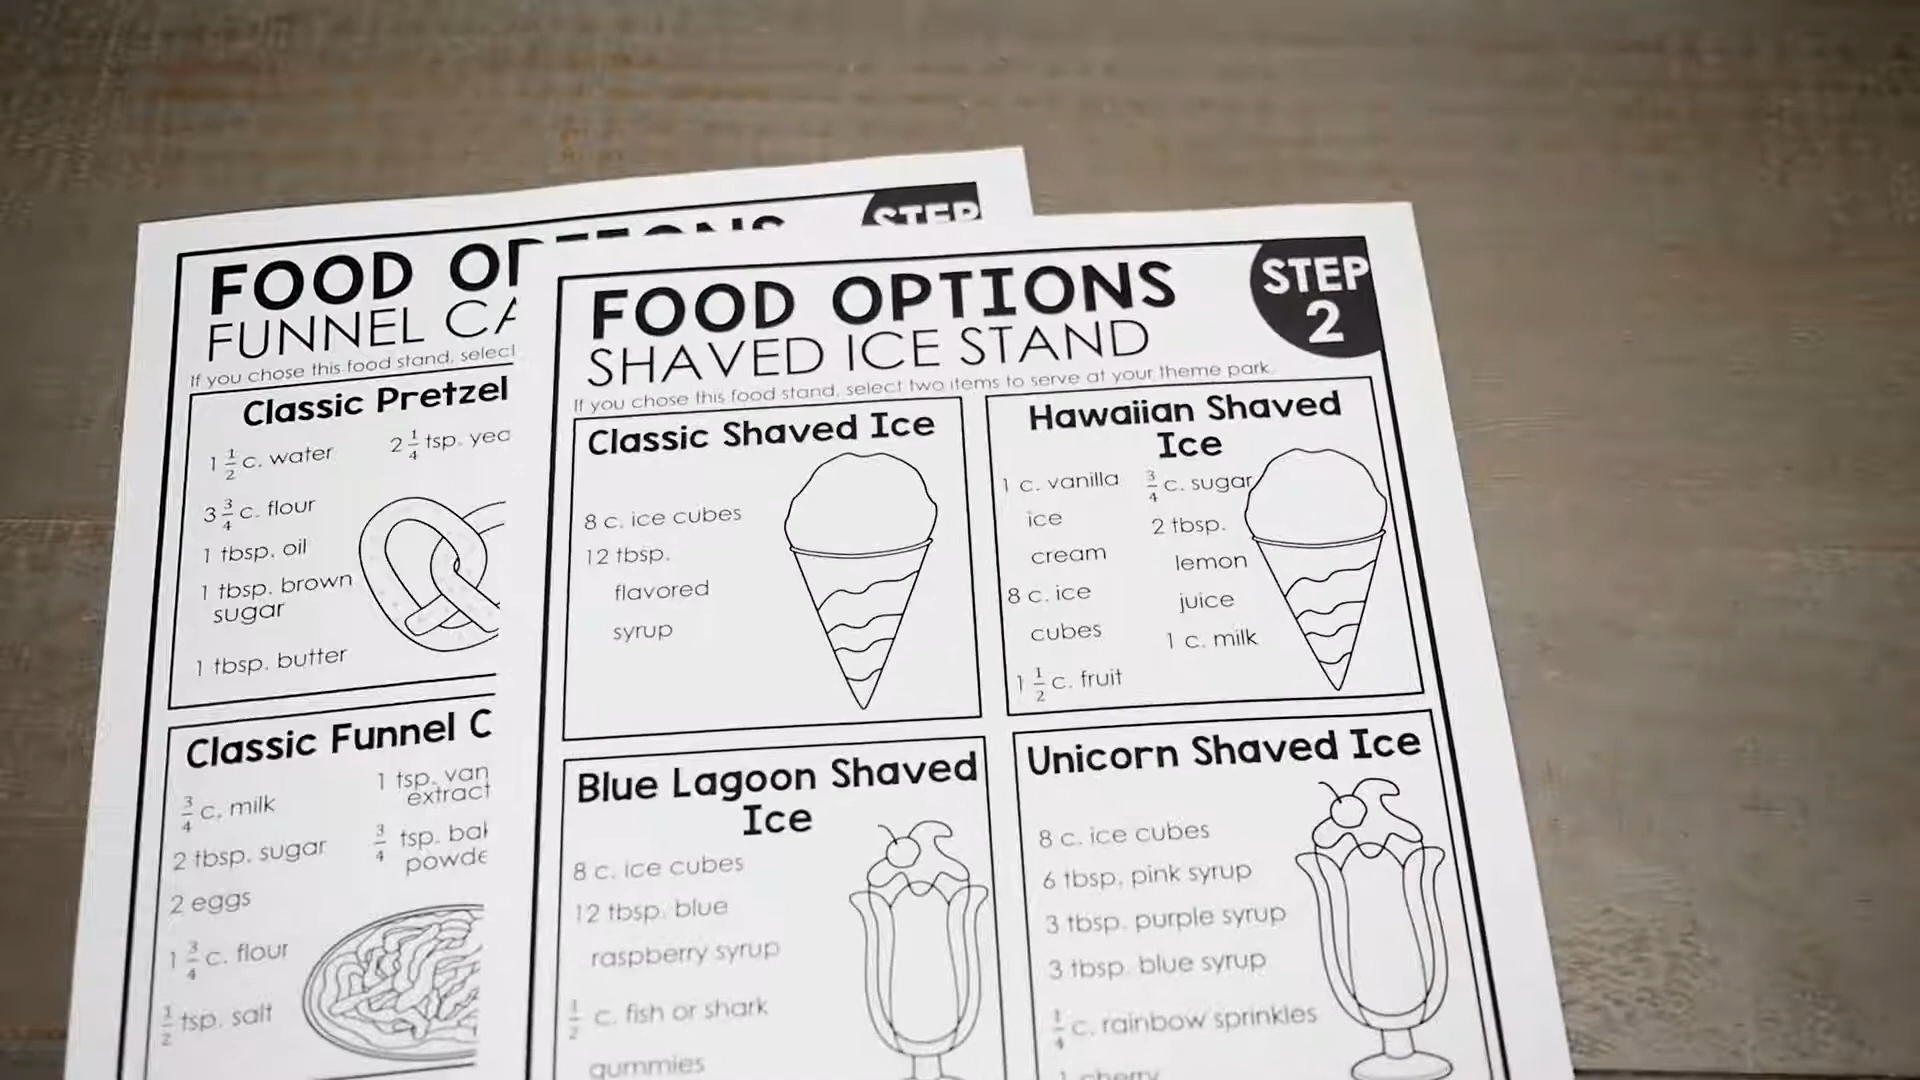 FOOD
FUNNEL
If you chose this food stand, select
Classic Pretzel
1 1/2 c. water
2 1/4 tsp.
3 3/4 c. flour
1 tbsp. oil
1 tbsp. brown
sugar
1 tbsp. butter
Classic Funnel
3/4 c. milk
1 tsp.
extract
2 tbsp. sugar
3/4 tsp.
2 eggs
1 3/4 c. flour
1/2 tsp. salt
STEP
2
FOOD OPTIONS
SHAVED ICE STAND
If you chose this food stand, select two items to serve at your theme park.
Classic Shaved Ice
8 c. ice cubes
12 tbsp.
flavored
syrup
Hawaiian Shaved
Ice
1 c. vanilla
ice
cream
8 c. ice
cubes
1 1/2 c. fruit
3/4 c. sugar
2 tbsp.
lemon
juice
1 c. milk
Blue Lagoon Shaved
Ice
8 c. ice cubes
12 tbsp. blue
raspberry syrup
1/2 c. fish or shark
gummies
Unicorn Shaved Ice
8 c. ice cubes
6 tbsp. pink syrup
3 tbsp. purple syrup
3 tbsp. blue syrup
1/4 c. rainbow sprinkles
1 cherry